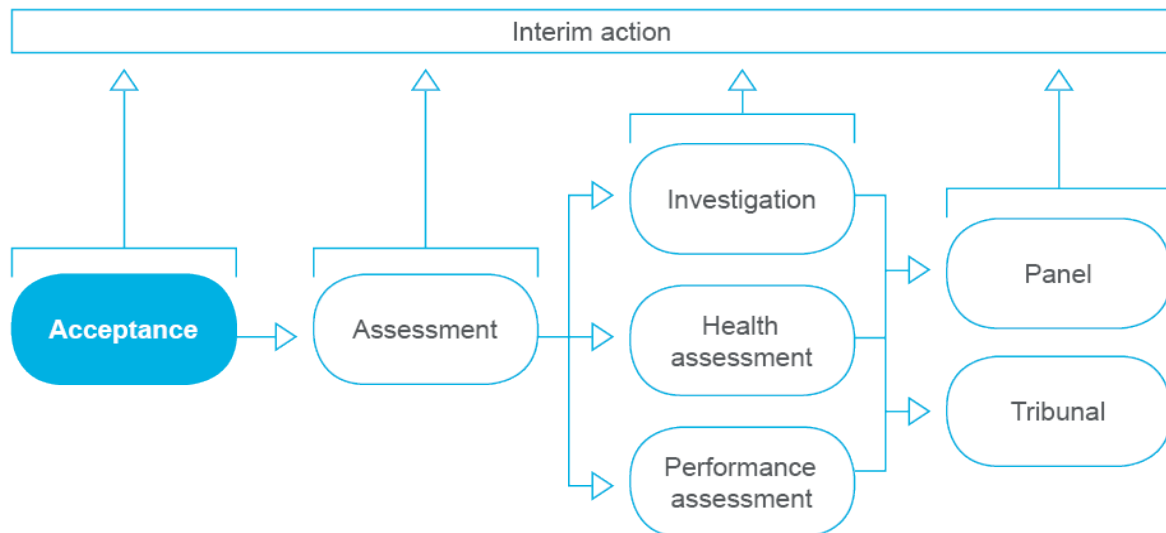 Interim action
Acceptance
Assessment
Investigation
Health
assessment
Performance
assessment
Panel
Tribunal